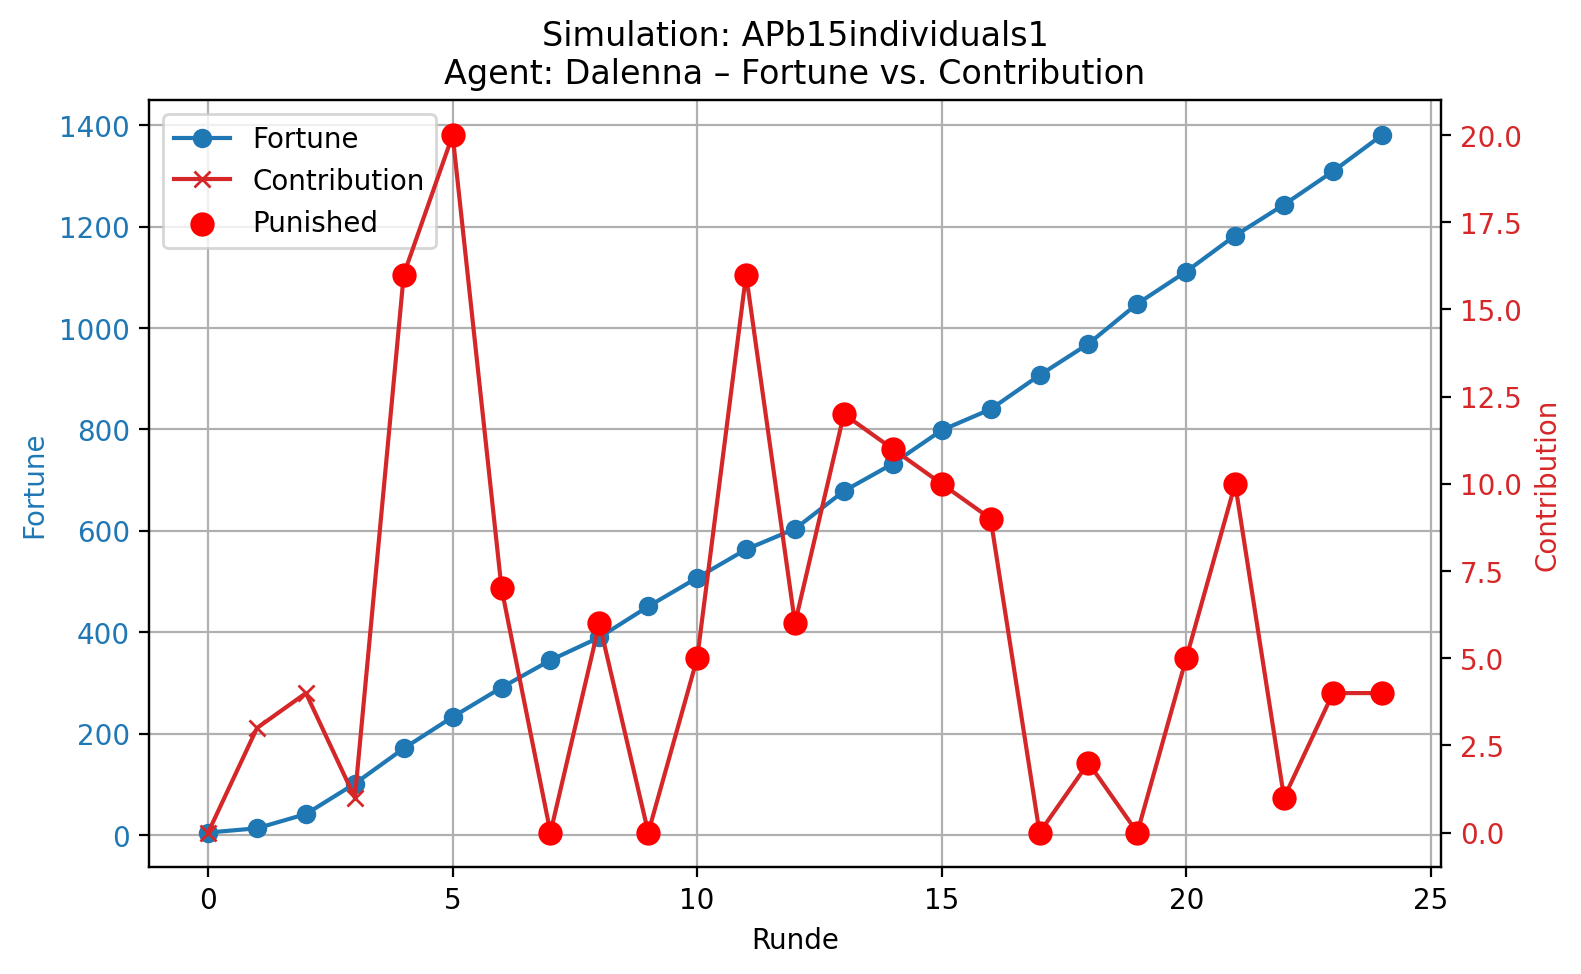 Simulation: APb15individuals1
Agent: Dalenna – Fortune vs. Contribution
Fortune
Contribution
Punished
1400
1200
1000
800
600
400
200
0
Fortune
20.0
17.5
15.0
12.5
10.0
7.5
5.0
2.5
0.0
Contribution
0 5 10 15 20 25
Runde